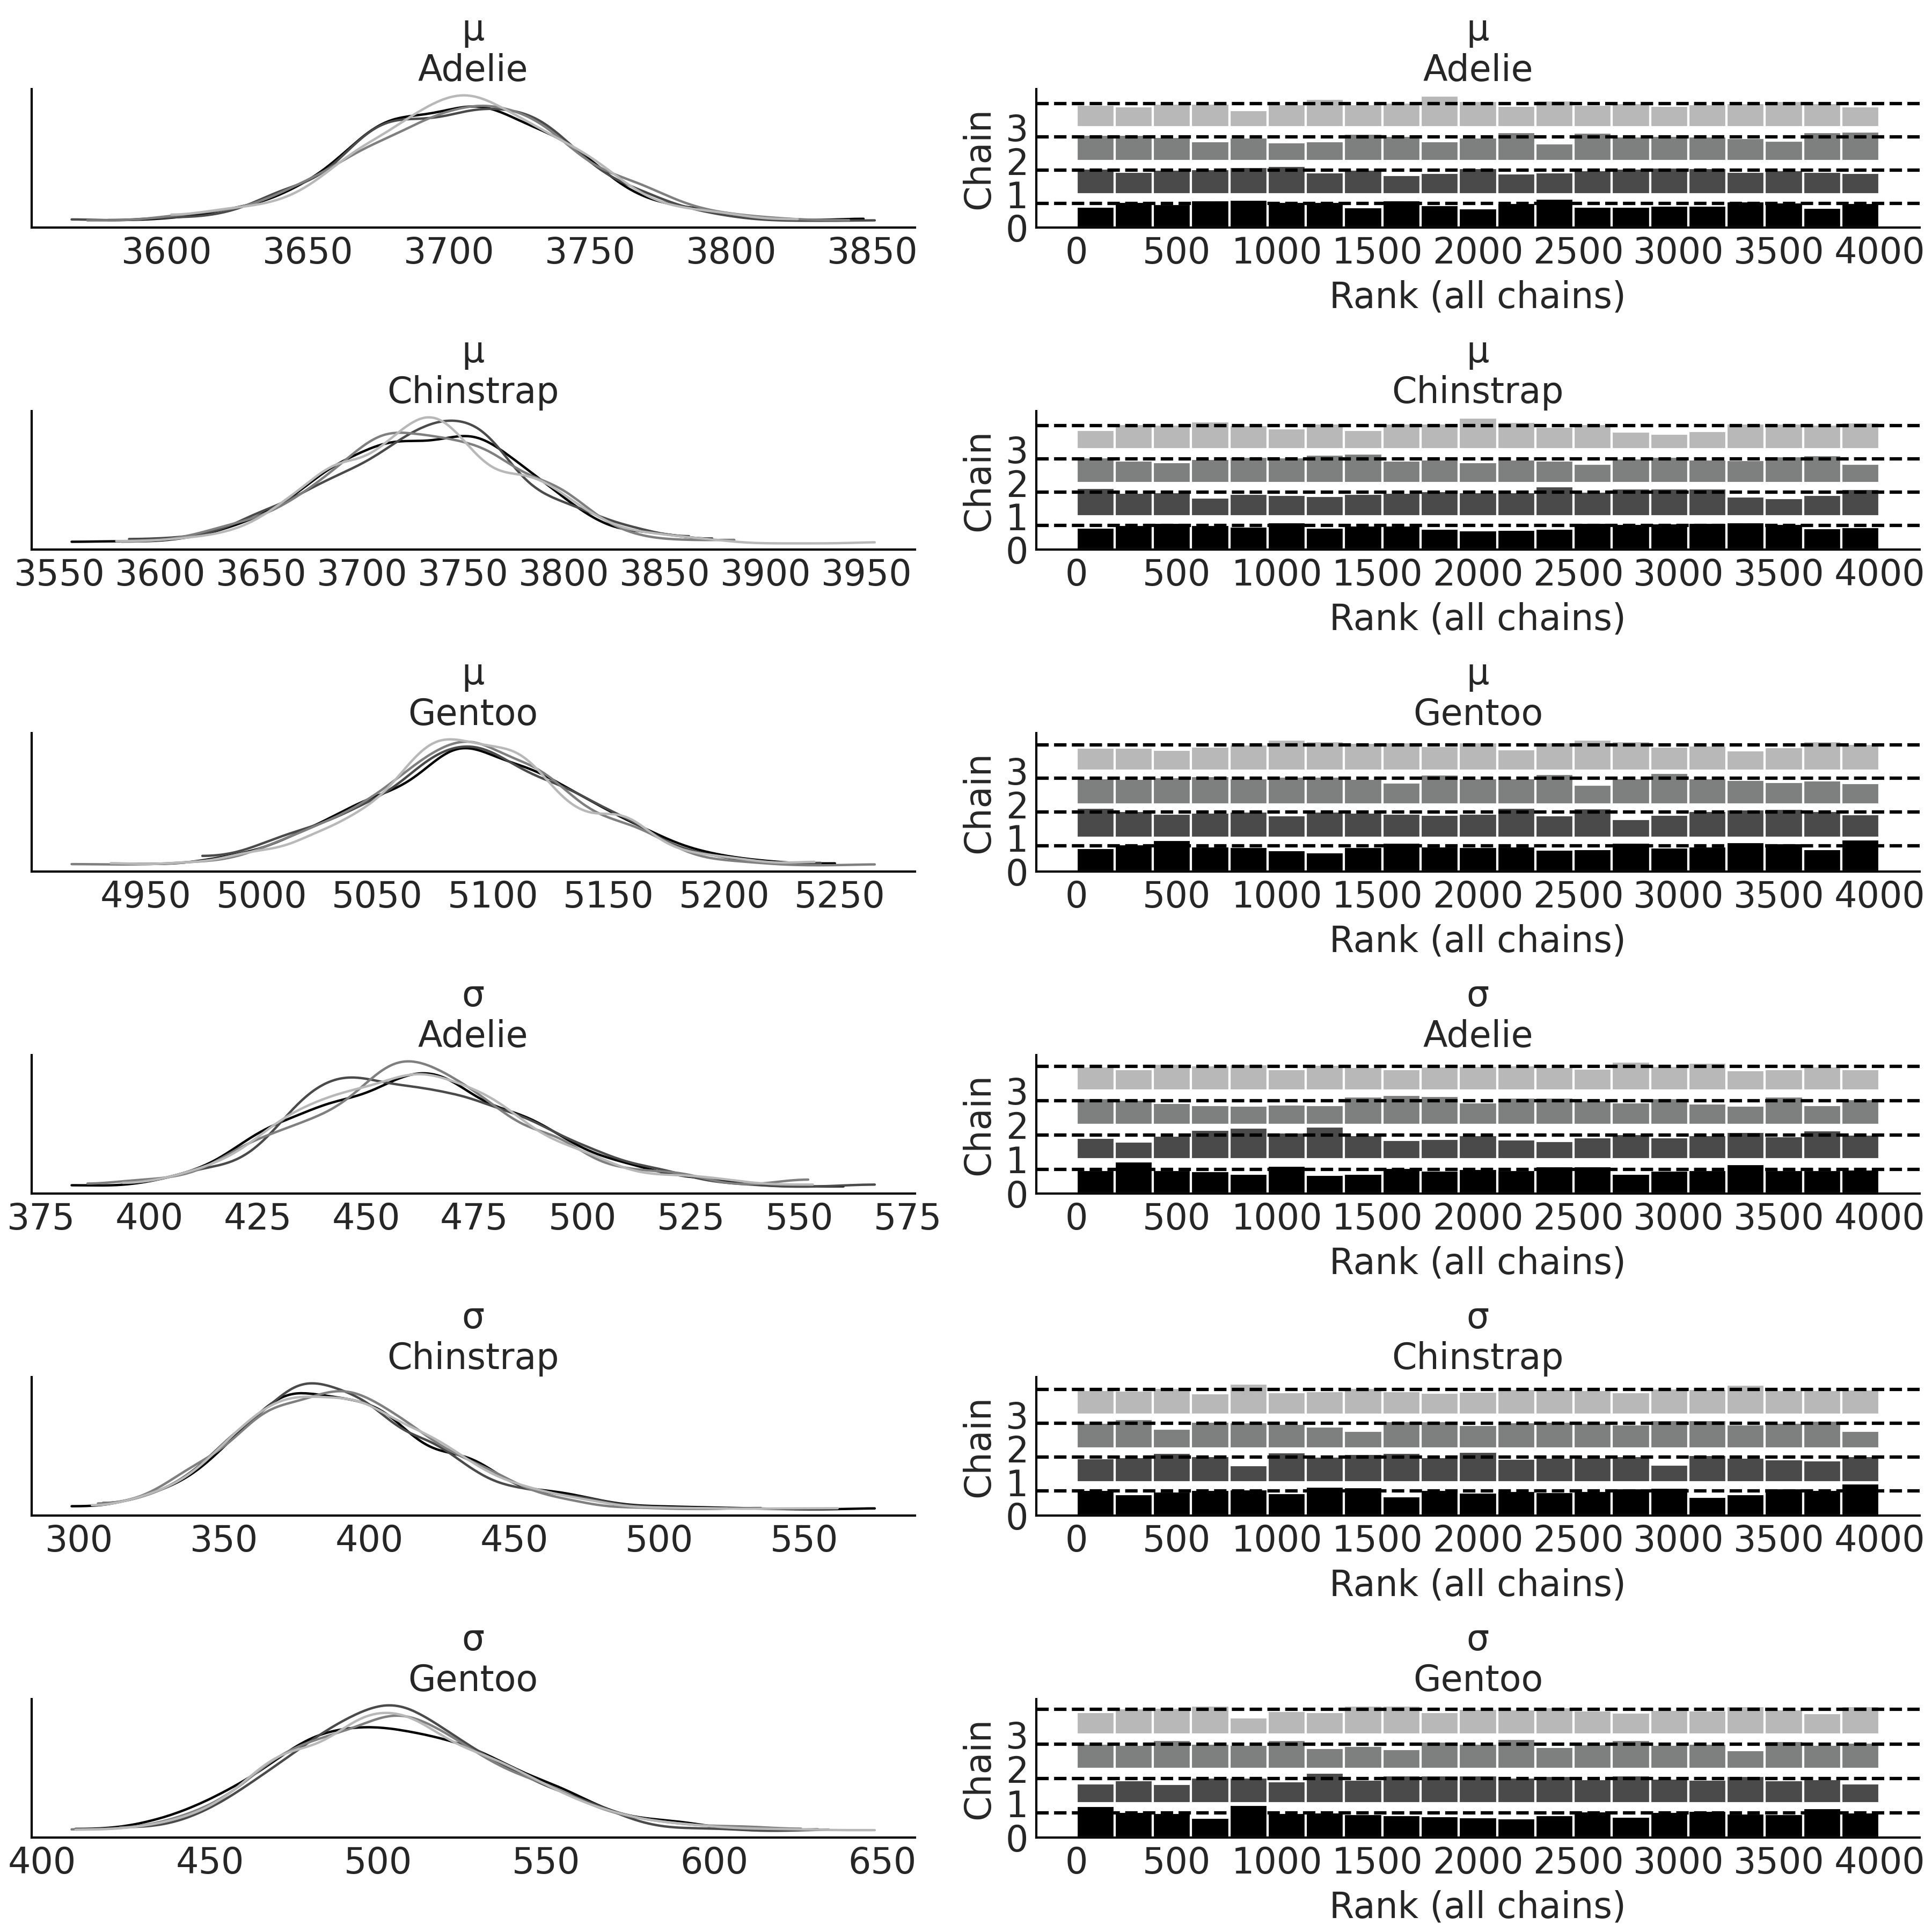 μ
Adelie
3600 3650 3700 3750 3800 3850
μ
Adelie
Chain
3
2
1
0
0 500 1000 1500 2000 2500 3000 3500 4000
Rank (all chains)
μ
Chinstrap
3550 3600 3650 3700 3750 3800 3850 3900 3950
μ
Chinstrap
Chain
3
2
1
0
0 500 1000 1500 2000 2500 3000 3500 4000
Rank (all chains)
μ
Gentoo
4950 5000 5050 5100 5150 5200 5250
μ
Gentoo
Chain
3
2
1
0
0 500 1000 1500 2000 2500 3000 3500 4000
Rank (all chains)
σ
Adelie
375 400 425 450 475 500 525 550 575
σ
Adelie
Chain
3
2
1
0
0 500 1000 1500 2000 2500 3000 3500 4000
Rank (all chains)
σ
Chinstrap
300 350 400 450 500 550
σ
Chinstrap
Chain
3
2
1
0
0 500 1000 1500 2000 2500 3000 3500 4000
Rank (all chains)
σ
Gentoo
400 450 500 550 600 650
σ
Gentoo
Chain
3
2
1
0
0 500 1000 1500 2000 2500 3000 3500 4000
Rank (all chains)